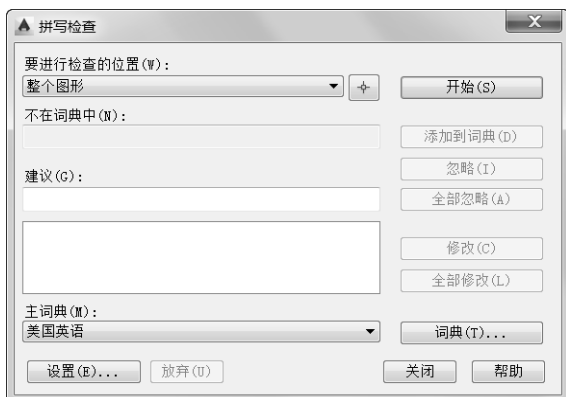 拼写检查
要进行检查的位置(W):
整个图形
开始(S)
不在词典中(N):
添加到词典(D)
忽略(I)
建议(G):
全部忽略(A)
修改(C)
全部修改(L)
主词典(M):
美国英语
词典(T)...
设置(E)... 放弃(U) 关闭 帮助